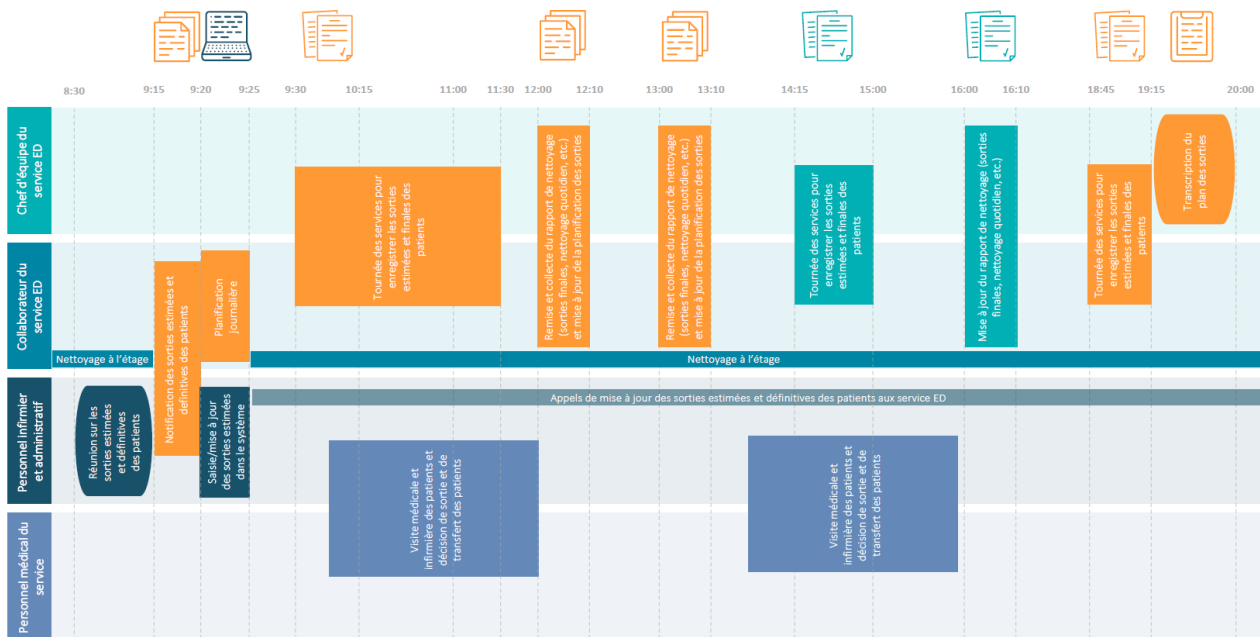 8:30
9:15
9:20
9:25
9:30
10:15
11:00
11:30
12:00
12:10
13:00
13:10
14:15
15:00
16:00
16:10
18:45
19:15
20:00
Chef d'équipe du
service ED
Collaborateur du
service ED
Personnel infirmier
et administratif
Personnel médical du
service
Nettoyage à l'étage
Réunion sur les
sorties estimées
et définitives
des patients
Notification des sorties estimées et
definitives des patients
Planification
journalière
Saisie/mise à jour
des sorties estimées
dans le système
Tournée des services pour
enregistrer les sorties
estimées et finales des
patients
Remise et collecte du rapport de nettoyage
(sorties finales, nettoyage quotidien, etc.)
et mise à jour de la planification des sorties
Remise et collecte du rapport de nettoyage
(sorties finales, nettoyage quotidien, etc.)
et mise à jour de la planification des sorties
Tournée des services pour
enregistrer les sorties
estimées et finales des
patients
Mise à jour du rapport de nettoyage (sorties
finales, nettoyage quotidien, etc.)
Tournée des services pour
enregistrer les sorties
estimées et finales des
patients
Transcription du
plan des sorties
Nettoyage à l'étage
Appels de mise à jour des sorties estimées et définitives des patients aux service ED
Visite médicale et
infirmière des patients et
décision de sortie et de
transfert des patients
Visite médicale et
infirmière des patients et
décision de sortie et de
transfert des patients